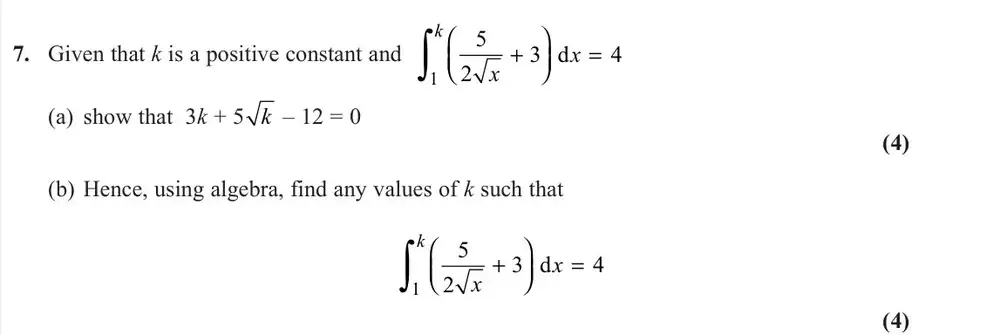 7. Given that k is a positive constant and ∫₁ᵏ (5/(2√x) + 3) dx = 4
(a) show that 3k + 5√k – 12 = 0
(4)
(b) Hence, using algebra, find any values of k such that
∫₁ᵏ (5/(2√x) + 3) dx = 4
(4)